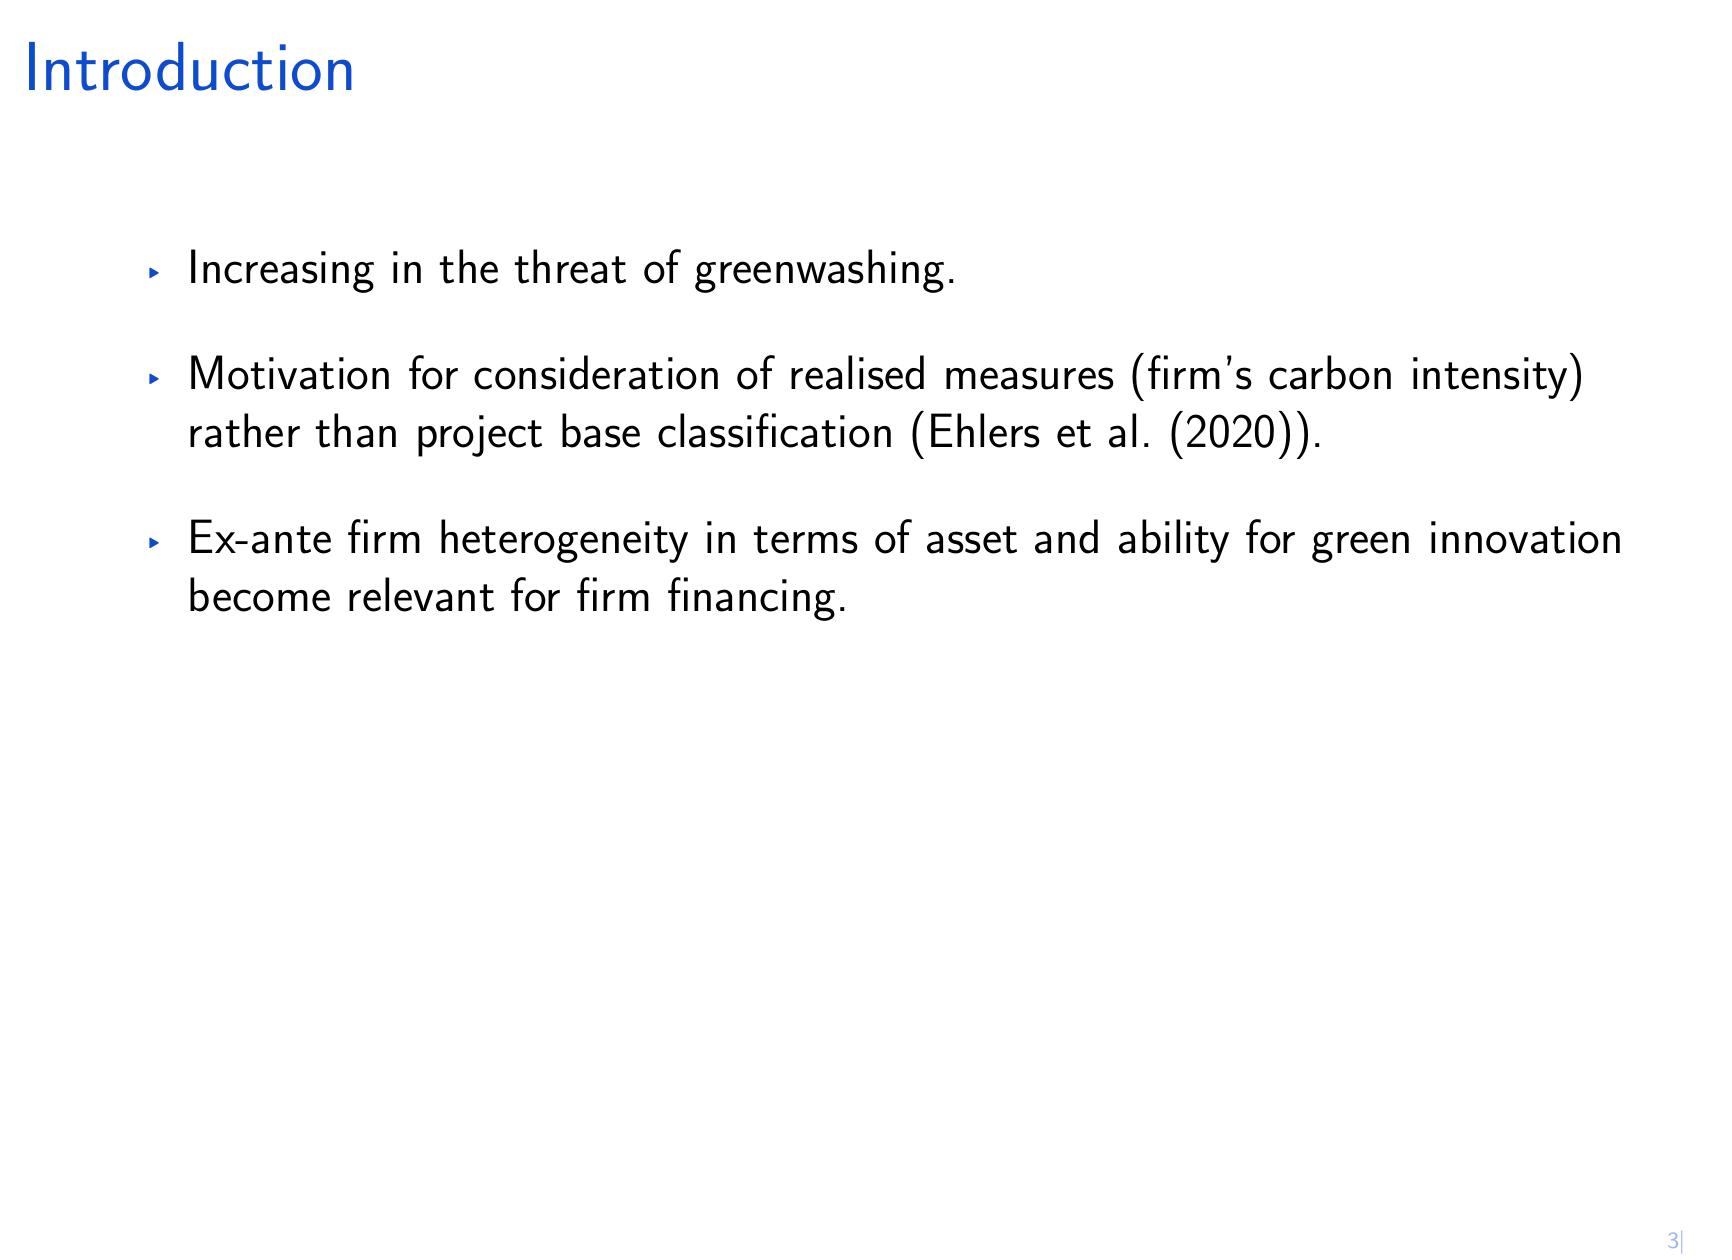 Introduction
▸ Increasing in the threat of greenwashing.
▸ Motivation for consideration of realised measures (firm's carbon intensity)
rather than project base classification (Ehlers et al. (2020)).
▸ Ex-ante firm heterogeneity in terms of asset and ability for green innovation
become relevant for firm financing.
3|